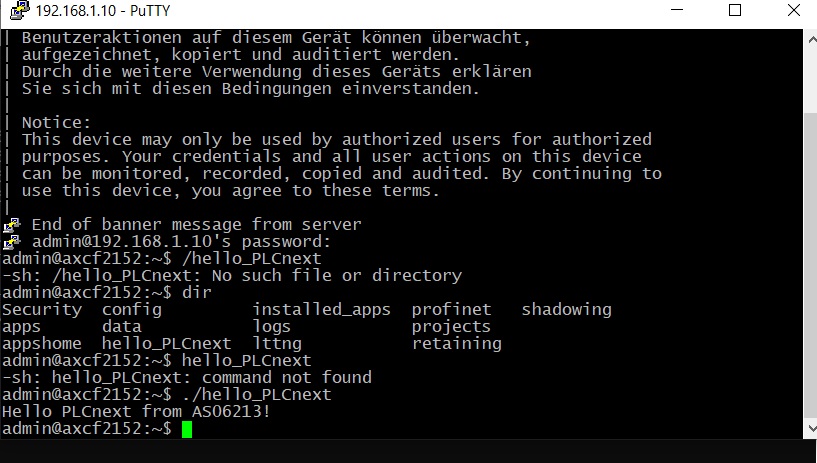 192.168.1.10 - PuTTY
| Benutzeraktionen auf diesem Gerät können überwacht,
| aufgezeichnet, kopiert und auditiert werden.
| Durch die weitere Verwendung dieses Geräts erklären
| Sie sich mit diesen Bedingungen einverstanden.
|
| Notice:
| This device may only be used by authorized users for authorized
| purposes. Your credentials and all user actions on this device
| can be monitored, recorded, copied and audited. By continuing to
| use this device, you agree to these terms.
|
End of banner message from server
admin@192.168.1.10's password:
admin@axcf2152:~$ /hello_PLCnext
-sh: /hello_PLCnext: No such file or directory
admin@axcf2152:~$ dir
Security  config         installed_apps  profinet   shadowing
apps      data           logs            projects
appshome  hello_PLCnext  lttng           retaining
admin@axcf2152:~$ hello_PLCnext
-sh: hello_PLCnext: command not found
admin@axcf2152:~$ ./hello_PLCnext
Hello PLCnext from AS06213!
admin@axcf2152:~$